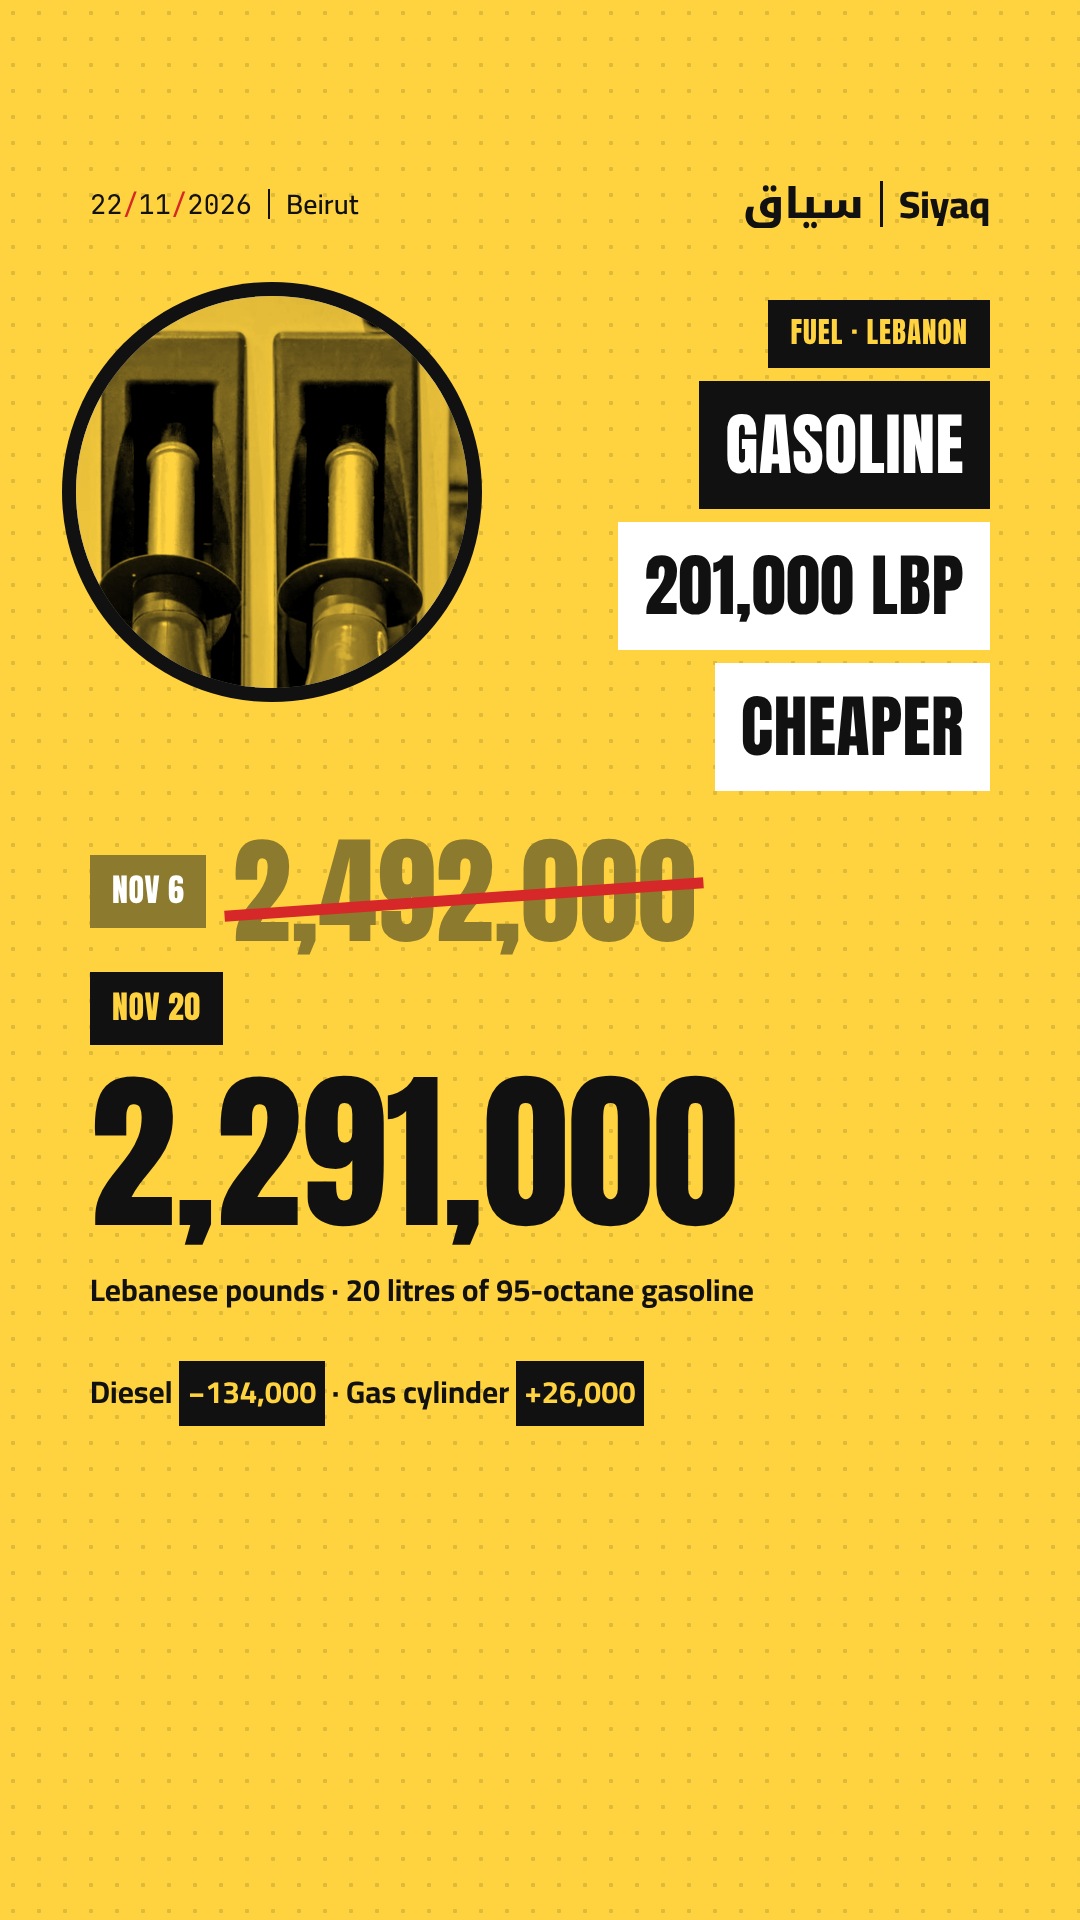 22/11/2026 | Beirut
سياق | Siyaq
FUEL · LEBANON
GASOLINE
201,000 LBP
CHEAPER
NOV 6 2,492,000
NOV 20
2,291,000
Lebanese pounds · 20 litres of 95-octane gasoline
Diesel −134,000 · Gas cylinder +26,000